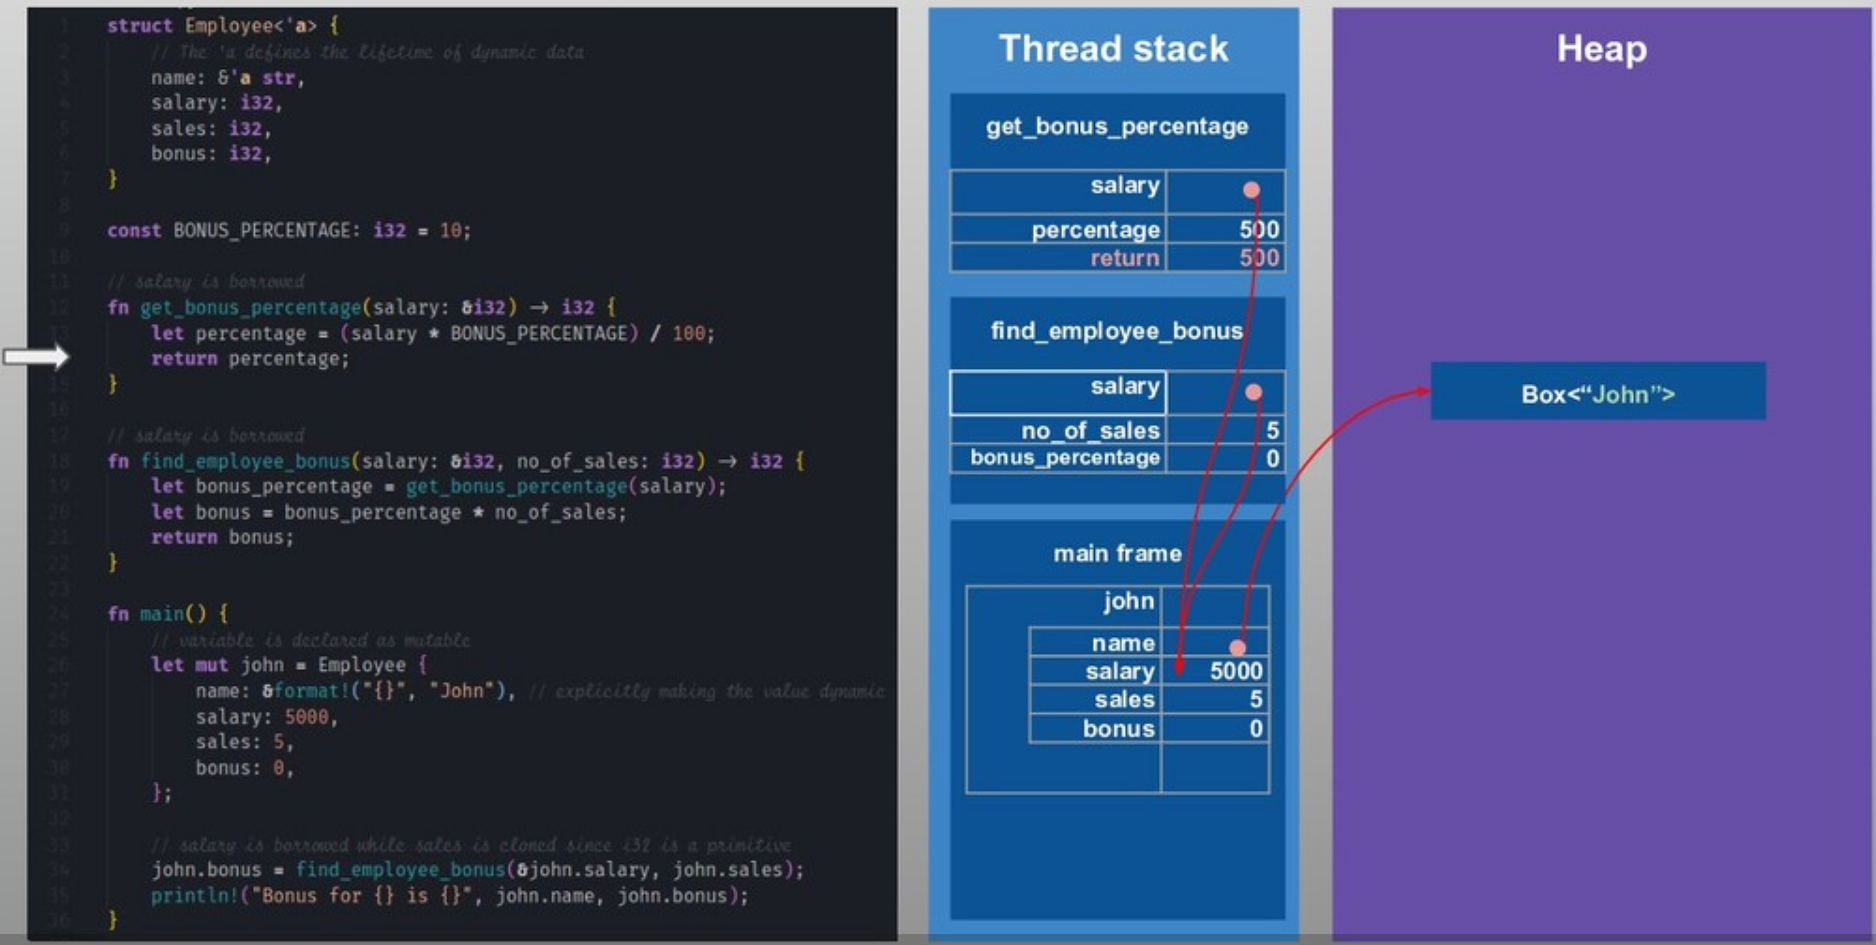 1 struct Employee<'a> {
2 // The 'a defines the lifetime of dynamic data
3 name: &'a str,
4 salary: i32,
5 sales: i32,
6 bonus: i32,
7 }
8
9 const BONUS_PERCENTAGE: i32 = 10;
10
11 // salary is borrowed
12 fn get_bonus_percentage(salary: &i32) → i32 {
13 let percentage = (salary * BONUS_PERCENTAGE) / 100;
return percentage;
15 }
16
17 // salary is borrowed
18 fn find_employee_bonus(salary: &i32, no_of_sales: i32) → i32 {
19 let bonus_percentage = get_bonus_percentage(salary);
20 let bonus = bonus_percentage * no_of_sales;
21 return bonus;
22 }
23
24 fn main() {
25 // variable is declared as mutable
26 let mut john = Employee {
27 name: &format!("{}", "John"), // explicitly making the value dynamic
28 salary: 5000,
29 sales: 5,
30 bonus: 0,
31 };
32
33 // salary is borrowed while sales is cloned since i32 is a primitive
34 john.bonus = find_employee_bonus(&john.salary, john.sales);
35 println!("Bonus for {} is {}", john.name, john.bonus);
36 }
Thread stack
get_bonus_percentage
salary
percentage 500
return 500
find_employee_bonus
salary
no_of_sales 5
bonus_percentage 0
main frame
john
name
salary 5000
sales 5
bonus 0
Heap
Box<“John”>